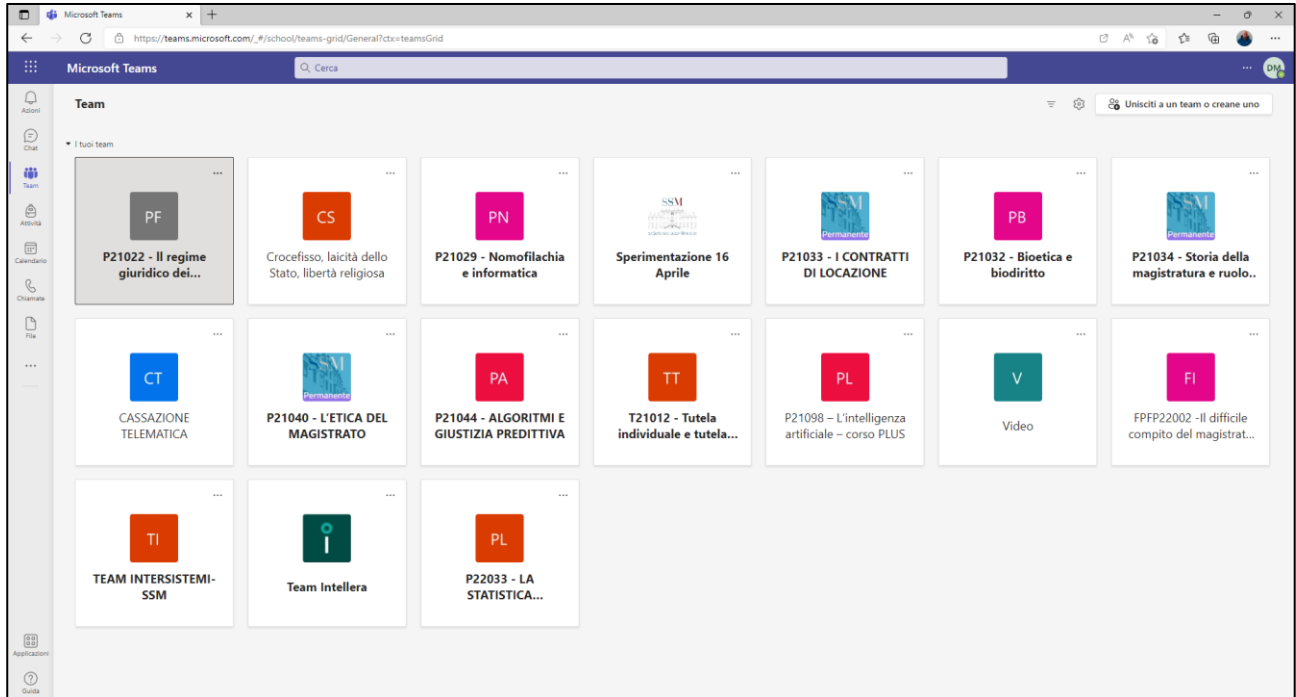 Microsoft Teams
https://teams.microsoft.com/_#/school/teams-grid/General?ctx=teamsGrid
Microsoft Teams
Cerca
DM
Azioni
Chat
Team
Attività
Calendario
Chiamate
File
Applicazioni
Guida
Team
Unisciti a un team o creane uno
I tuoi team
PF
P21022 - Il regime
giuridico dei...
CS
Crocefisso, laicità dello
Stato, libertà religiosa
PN
P21029 - Nomofilachia
e informatica
SSM
Sperimentazione 16
Aprile
SSM
Permanente
P21033 - I CONTRATTI
DI LOCAZIONE
PB
P21032 - Bioetica e
biodiritto
SSM
Permanente
P21034 - Storia della
magistratura e ruolo..
CT
CASSAZIONE
TELEMATICA
SSM
Permanente
P21040 - L'ETICA DEL
MAGISTRATO
PA
P21044 - ALGORITMI E
GIUSTIZIA PREDITTIVA
TT
T21012 - Tutela
individuale e tutela...
PL
P21098 – L'intelligenza
artificiale – corso PLUS
V
Video
FI
FPFP22002 -Il difficile
compito del magistrat...
TI
TEAM INTERSISTEMI-
SSM
Team Intellera
PL
P22033 - LA
STATISTICA...